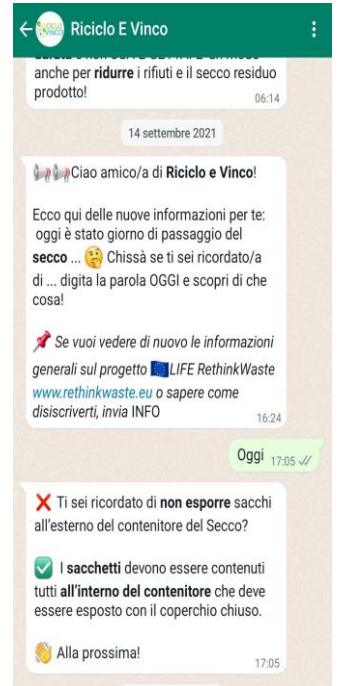 Riciclo E Vinco
anche per ridurre i rifiuti e il secco residuo
prodotto!
06:14
14 settembre 2021
Ciao amico/a di Riciclo e Vinco!
Ecco qui delle nuove informazioni per te:
oggi è stato giorno di passaggio del
secco ... 🤔 Chissà se ti sei ricordato/a
di ... digita la parola OGGI e scopri di che
cosa!
📌 Se vuoi vedere di nuovo le informazioni
generali sul progetto 🇪🇺LIFE RethinkWaste
www.rethinkwaste.eu o sapere come
disiscriverti, invia INFO
16:24
Oggi 17:05
❌ Ti sei ricordato di non esporre sacchi
all'esterno del contenitore del Secco?
✅ I sacchetti devono essere contenuti
tutti all'interno del contenitore che deve
essere esposto con il coperchio chiuso.
👋 Alla prossima!
17:05